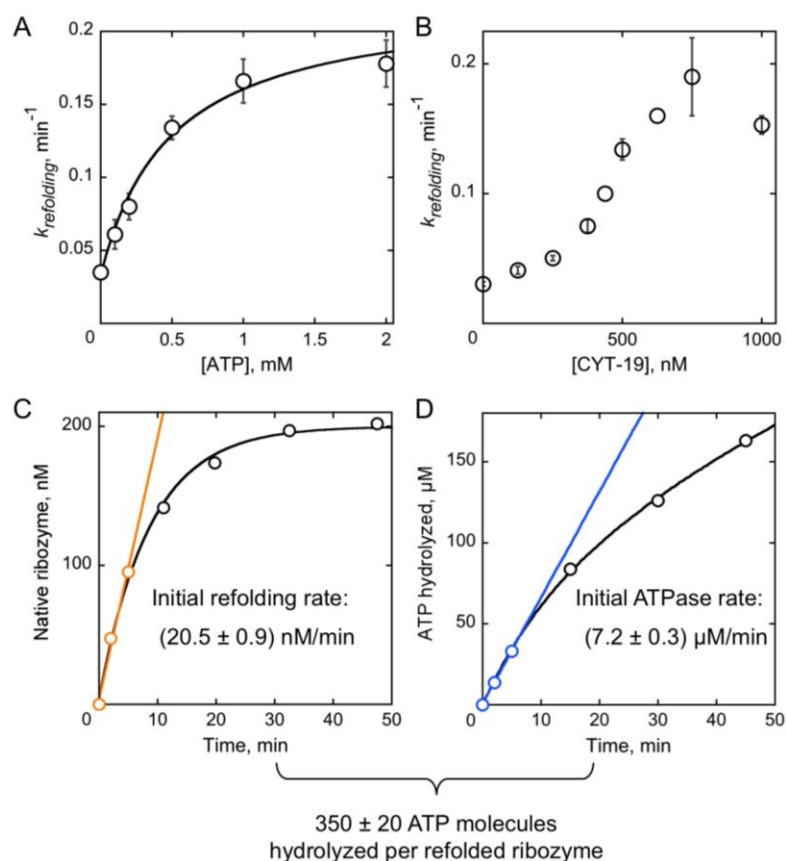 A
0.2
0.15
0.1
0.05
0
k_refolding, min⁻¹
0 0.5 1 1.5 2
[ATP], mM
B
0.2
0.1
k_refolding, min⁻¹
0 500 1000
[CYT-19], nM
C
200
100
Native ribozyme, nM
Initial refolding rate:
(20.5 ± 0.9) nM/min
0 10 20 30 40 50
Time, min
D
150
100
50
ATP hydrolyzed, µM
Initial ATPase rate:
(7.2 ± 0.3) µM/min
0 10 20 30 40 50
Time, min
350 ± 20 ATP molecules
hydrolyzed per refolded ribozyme